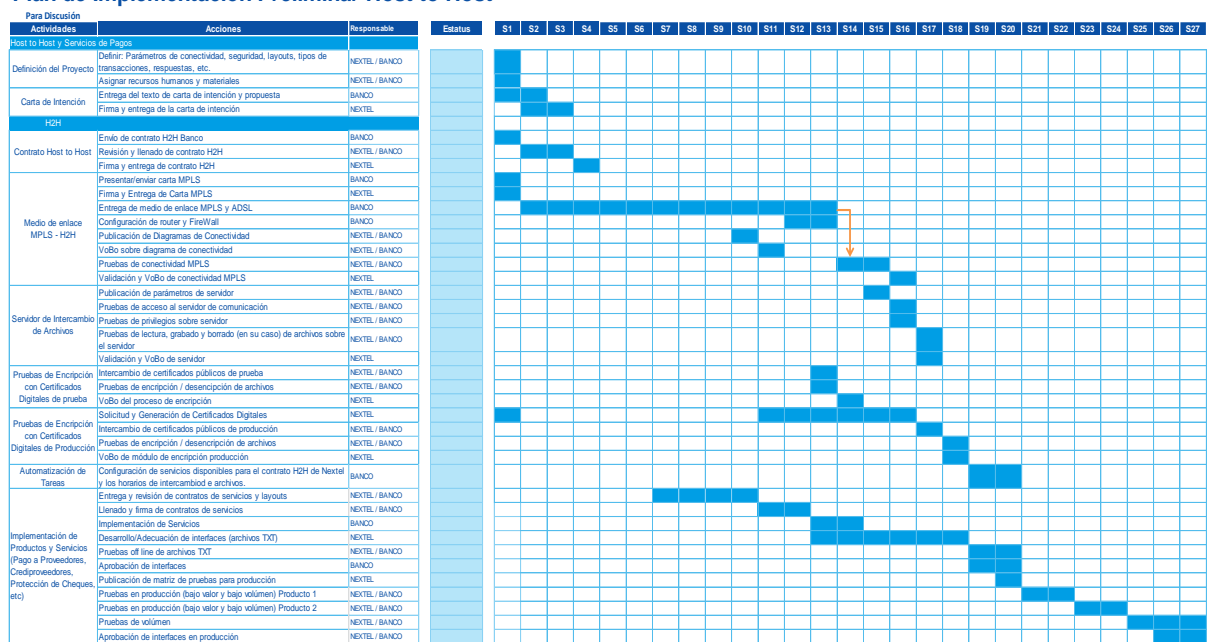 Plan de Implementación Preliminar Host to Host
Para Discusión
Actividades Acciones Responsable Estatus S1 S2 S3 S4 S5 S6 S7 S8 S9 S10 S11 S12 S13 S14 S15 S16 S17 S18 S19 S20 S21 S22 S23 S24 S25 S26 S27
Host to Host y Servicios de Pagos
Definición del Proyecto
Definir: Parámetros de conectividad, seguridad, layouts, tipos de
transacciones, respuestas, etc.
NEXTEL / BANCO
Asignar recursos humanos y materiales NEXTEL / BANCO
Carta de Intención
Entrega del texto de carta de intención y propuesta BANCO
Firma y entrega de la carta de intención NEXTEL
H2H
Contrato Host to Host
Envío de contrato H2H Banco BANCO
Revisión y llenado de contrato H2H NEXTEL / BANCO
Firma y entrega de contrato H2H NEXTEL
Medio de enlace
MPLS - H2H
Presentar/enviar carta MPLS BANCO
Firma y Entrega de Carta MPLS NEXTEL
Entrega de medio de enlace MPLS y ADSL BANCO
Configuración de router y FireWall BANCO
Publicación de Diagramas de Conectividad NEXTEL / BANCO
VoBo sobre diagrama de conectividad NEXTEL / BANCO
Pruebas de conectividad MPLS NEXTEL / BANCO
Validación y VoBo de conectividad MPLS NEXTEL
Servidor de Intercambio
de Archivos
Publicación de parámetros de servidor NEXTEL / BANCO
Pruebas de acceso al servidor de comunicación NEXTEL / BANCO
Pruebas de privilegios sobre servidor NEXTEL / BANCO
Pruebas de lectura, grabado y borrado (en su caso) de archivos sobre
el servidor
NEXTEL / BANCO
Validación y VoBo de servidor NEXTEL
Pruebas de Encripción
con Certificados
Digitales de prueba
Intercambio de certificados públicos de prueba NEXTEL / BANCO
Pruebas de encripción / desencipción de archivos NEXTEL / BANCO
VoBo del proceso de encripción NEXTEL
Pruebas de Encripción
con Certificados
Digitales de Producción
Solicitud y Generación de Certificados Digitales NEXTEL
Intercambio de certificados públicos de producción NEXTEL / BANCO
Pruebas de encripción / desencripción de archivos NEXTEL / BANCO
VoBo de módulo de encripción producción NEXTEL
Automatización de
Tareas
Configuración de servicios disponibles para el contrato H2H de Nextel
y los horarios de intercambiod e archivos.
BANCO
Implementación de
Productos y Servicios
(Pago a Proveedores,
Crediproveedores,
Protección de Cheques,
etc)
Entrega y revisión de contratos de servicios y layouts NEXTEL / BANCO
Llenado y firma de contratos de servicios NEXTEL / BANCO
Implementación de Servicios BANCO
Desarrollo/Adecuación de interfaces (archivos TXT) NEXTEL
Pruebas off line de archivos TXT NEXTEL / BANCO
Aprobación de interfaces BANCO
Publicación de matriz de pruebas para producción NEXTEL
Pruebas en producción (bajo valor y bajo volúmen) Producto 1 NEXTEL / BANCO
Pruebas en producción (bajo valor y bajo volúmen) Producto 2 NEXTEL / BANCO
Pruebas de volúmen NEXTEL / BANCO
Aprobación de interfaces en producción NEXTEL / BANCO